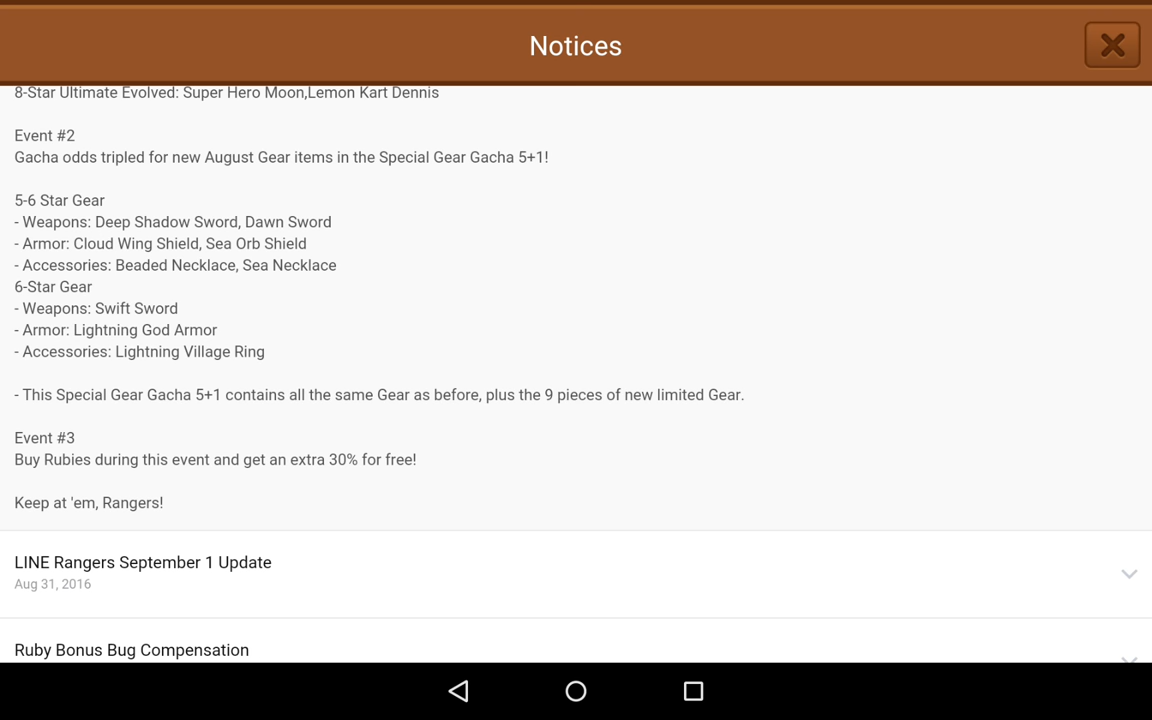 Notices
8-Star Ultimate Evolved: Super Hero Moon,Lemon Kart Dennis
Event #2
Gacha odds tripled for new August Gear items in the Special Gear Gacha 5+1!
5-6 Star Gear
- Weapons: Deep Shadow Sword, Dawn Sword
- Armor: Cloud Wing Shield, Sea Orb Shield
- Accessories: Beaded Necklace, Sea Necklace
6-Star Gear
- Weapons: Swift Sword
- Armor: Lightning God Armor
- Accessories: Lightning Village Ring
- This Special Gear Gacha 5+1 contains all the same Gear as before, plus the 9 pieces of new limited Gear.
Event #3
Buy Rubies during this event and get an extra 30% for free!
Keep at 'em, Rangers!
LINE Rangers September 1 Update
Aug 31, 2016
Ruby Bonus Bug Compensation